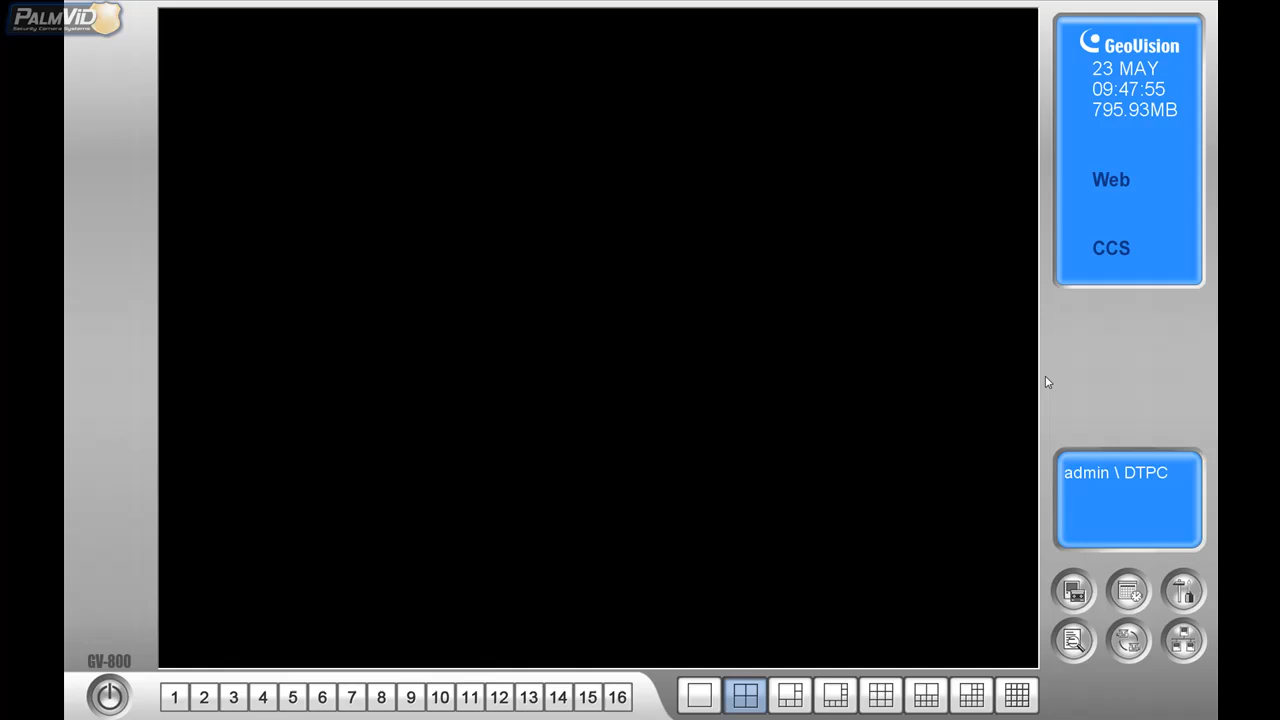 PALMVID
Security Camera Systems
GeoVision
23 MAY
09:47:55
795.93MB
Web
CCS
admin \ DTPC
GV-800
1 2 3 4 5 6 7 8 9 10 11 12 13 14 15 16